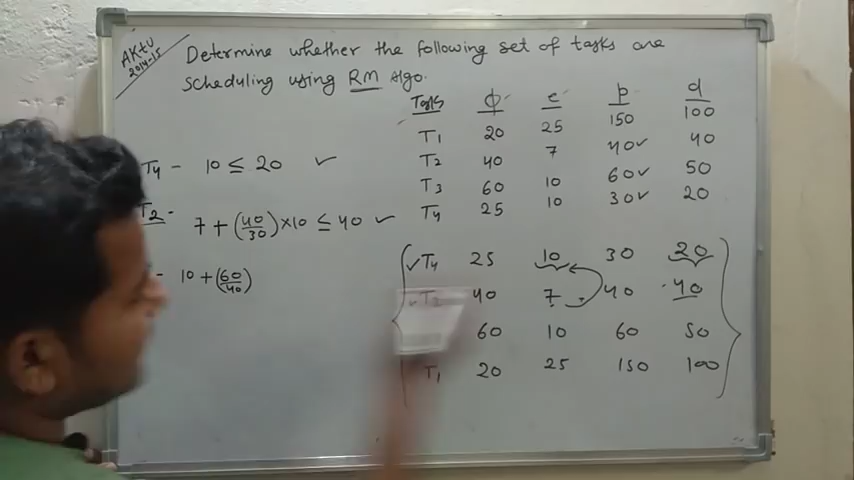 AKTU
2014-15
Determine whether the following set of tasks are
scheduling using RM Algo.
Tasks ϕ e p d
T1 20 25 150 100
T2 40 7 40✓ 40
T3 60 10 60✓ 50
T4 25 10 30✓ 20
T4 - 10 ≤ 20 ✓
T2 - 7 + (40/30) × 10 ≤ 40 ✓
- 10 + (60/40)
✓T4 25 10 30 20
✓T2 40 7 40 40
60 10 60 50
T1 20 25 150 100